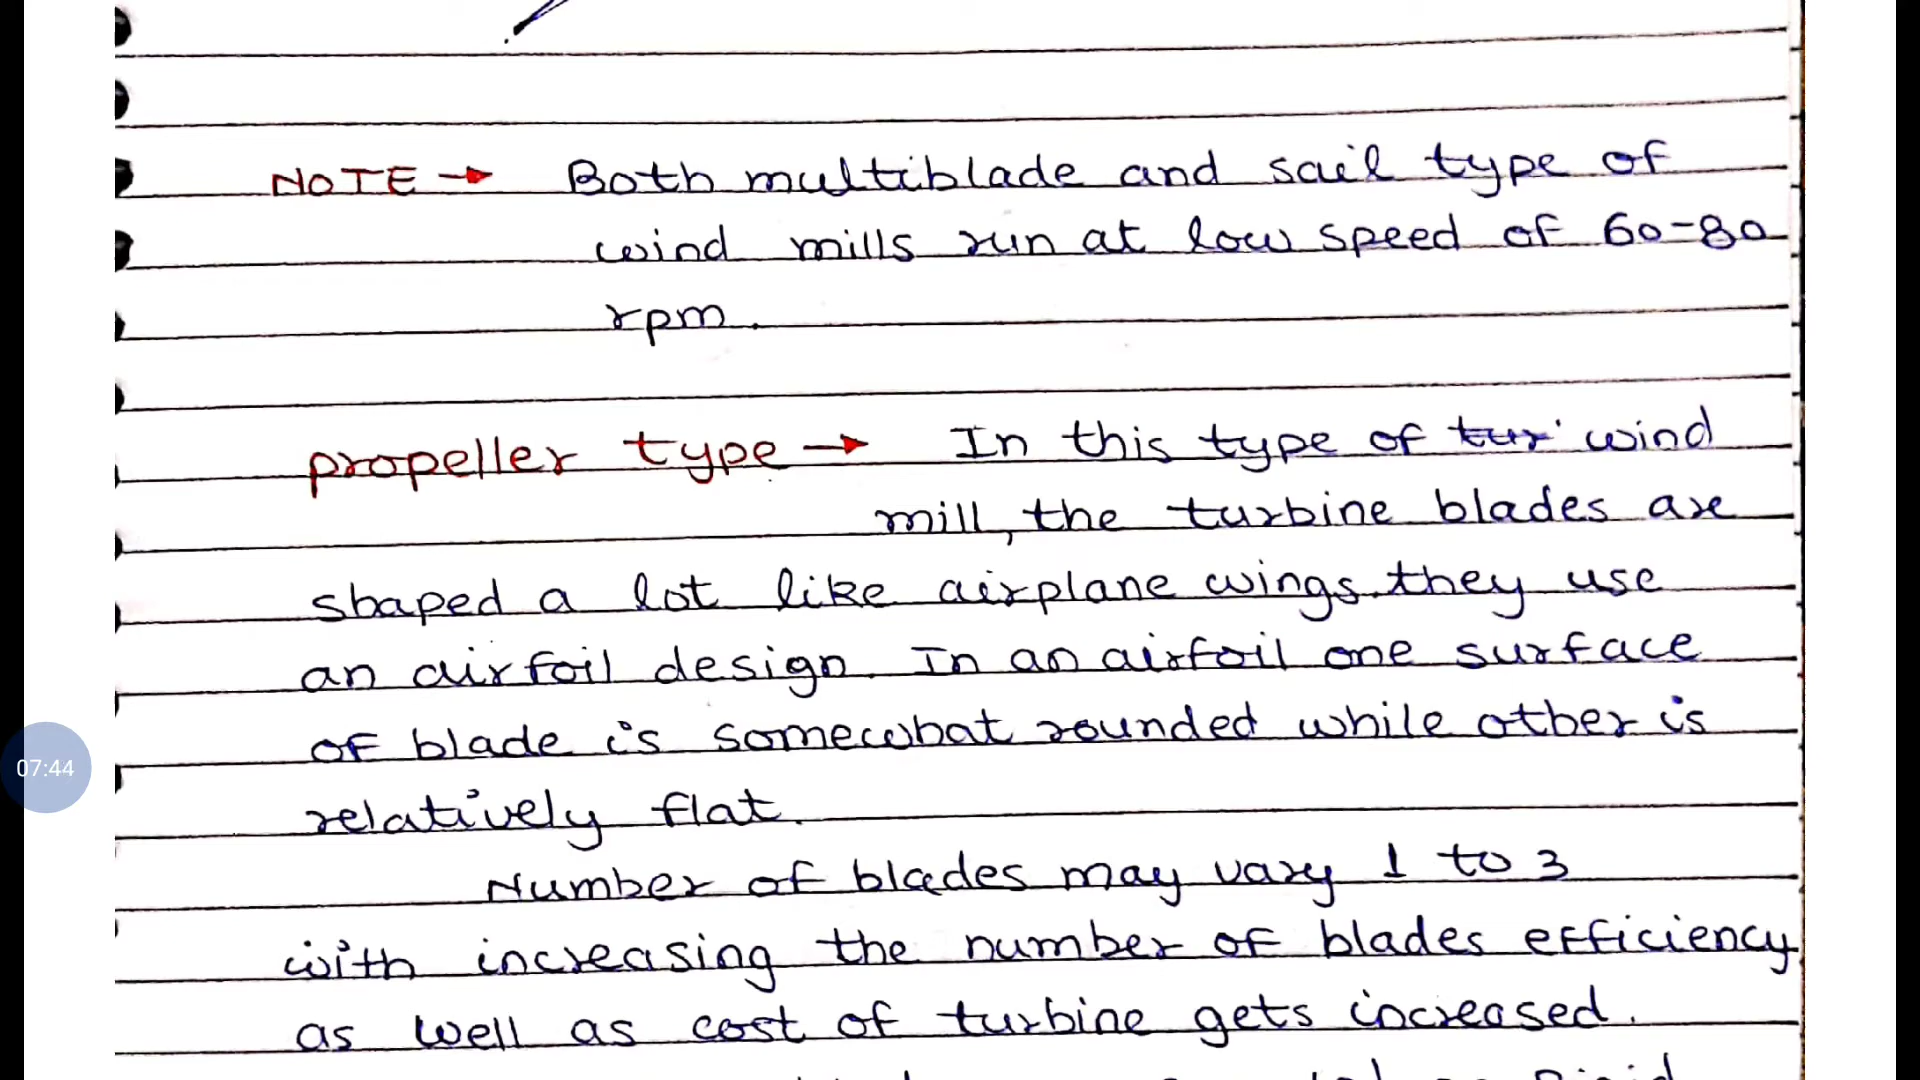 NOTE → Both multiblade and sail type of
wind mills run at low speed of 60-80
rpm.
propeller type → In this type of tur wind
mill, the turbine blades are
shaped a lot like airplane wings. they use
an airfoil design. In an airfoil one surface
of blade is somewhat rounded while other is
relatively flat.
07:44
Number of blades may vary 1 to 3
with increasing the number of blades efficiency
as well as cost of turbine gets increased.